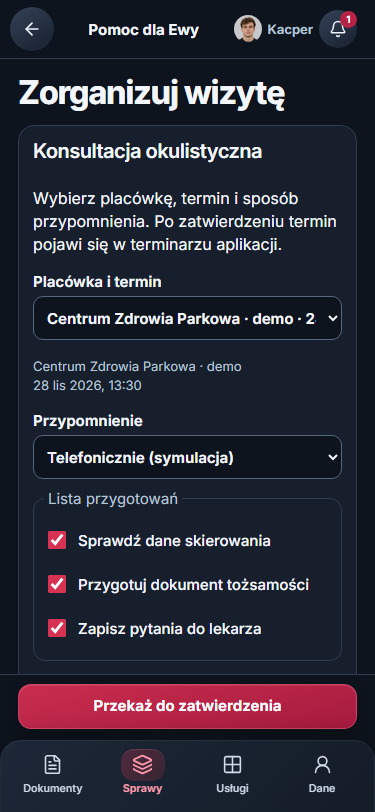 Pomoc dla Ewy
Kacper
1
Zorganizuj wizytę
Konsultacja okulistyczna
Wybierz placówkę, termin i sposób
przypomnienia. Po zatwierdzeniu termin
pojawi się w terminarzu aplikacji.
Placówka i termin
Centrum Zdrowia Parkowa · demo · 2
Centrum Zdrowia Parkowa · demo
28 lis 2026, 13:30
Przypomnienie
Telefonicznie (symulacja)
Lista przygotowań
Sprawdź dane skierowania
Przygotuj dokument tożsamości
Zapisz pytania do lekarza
Przekaż do zatwierdzenia
Dokumenty
Sprawy
Usługi
Dane